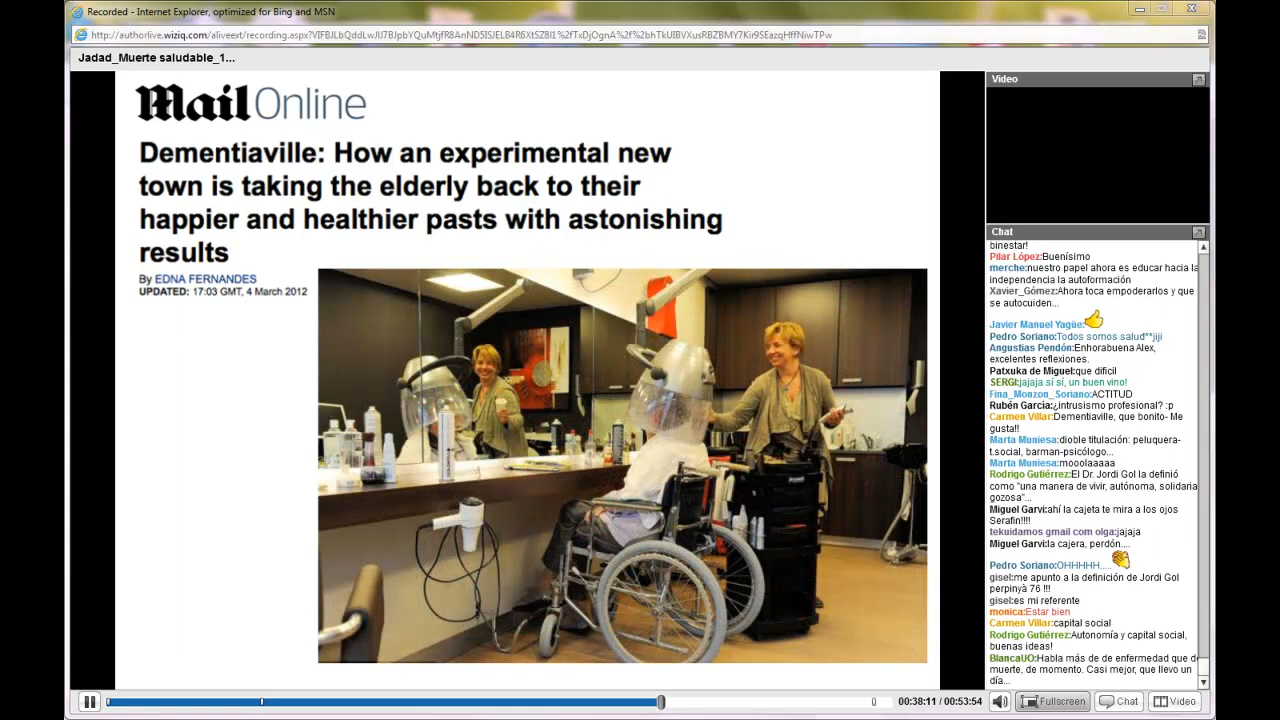 Recorded - Internet Explorer, optimized for Bing and MSN
Jadad_Muerte saludable_1...
Mail Online
Dementiaville: How an experimental new
town is taking the elderly back to their
happier and healthier pasts with astonishing
results
By EDNA FERNANDES
UPDATED: 17:03 GMT, 4 March 2012
Video
Chat
binestar!
Pilar López:Buenísimo
merche:nuestro papel ahora es educar hacia la
independencia la autoformación
Xavier_Gómez:Ahora toca empoderarlos y que
se autocuiden...
Javier Manuel Yagüe:
Pedro Soriano:Todos somos salud**jiji
Angustias Pendón:Enhorabuena Alex,
excelentes reflexiones.
Patxuka de Miguel:que dificil
SERGI:jajaja sí sí, un buen vino!
Fina_Monzon_Soriano:ACTITUD
Rubén García:¿intrusismo profesional? :p
Carmen Villar:Dementiaville, que bonito- Me
gusta!!
Marta Muniesa:dioble titulación: peluquera-
t.social, barman-psicólogo...
Marta Muniesa:mooolaaaaa
Rodrigo Gutiérrez:El Dr. Jordi Gol la definió
como "una manera de vivir, autónoma, solidaria
gozosa"...
Miguel Garvi:ahí la cajeta te mira a los ojos
Serafin!!!!
tekuidamos gmail com olga:jajaja
Miguel Garvi:la cajera, perdón....
Pedro Soriano:OHHHHH.....
gisel:me apunto a la definición de Jordi Gol
perpinyà 76 !!!
gisel:es mi referente
monica:Estar bien
Carmen Villar:capital social
Rodrigo Gutiérrez:Autonomía y capital social,
buenas ideas!
BlancaUO:Habla más de de enfermedad que de
muerte, de momento. Casi mejor, que llevo un
día...
00:38:11 / 00:53:54
Fullscreen
Chat
Video